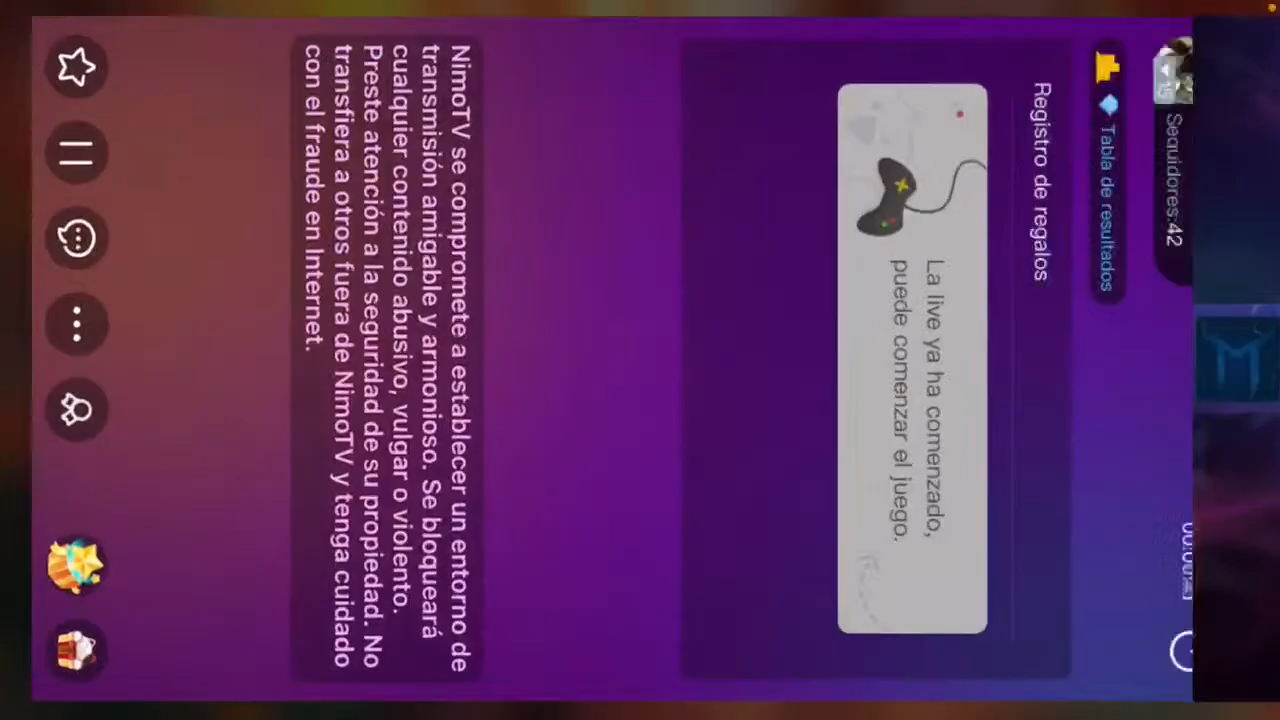 15
Seguidores:42
Tabla de resultados
Registro de regalos
La live ya ha comenzado,
puede comenzar el juego.
NimoTV se compromete a establecer un entorno de
transmisión amigable y armonioso. Se bloqueará
cualquier contenido abusivo, vulgar o violento.
Preste atención a la seguridad de su propiedad. No
transfiera a otros fuera de NimoTV y tenga cuidado
con el fraude en Internet.